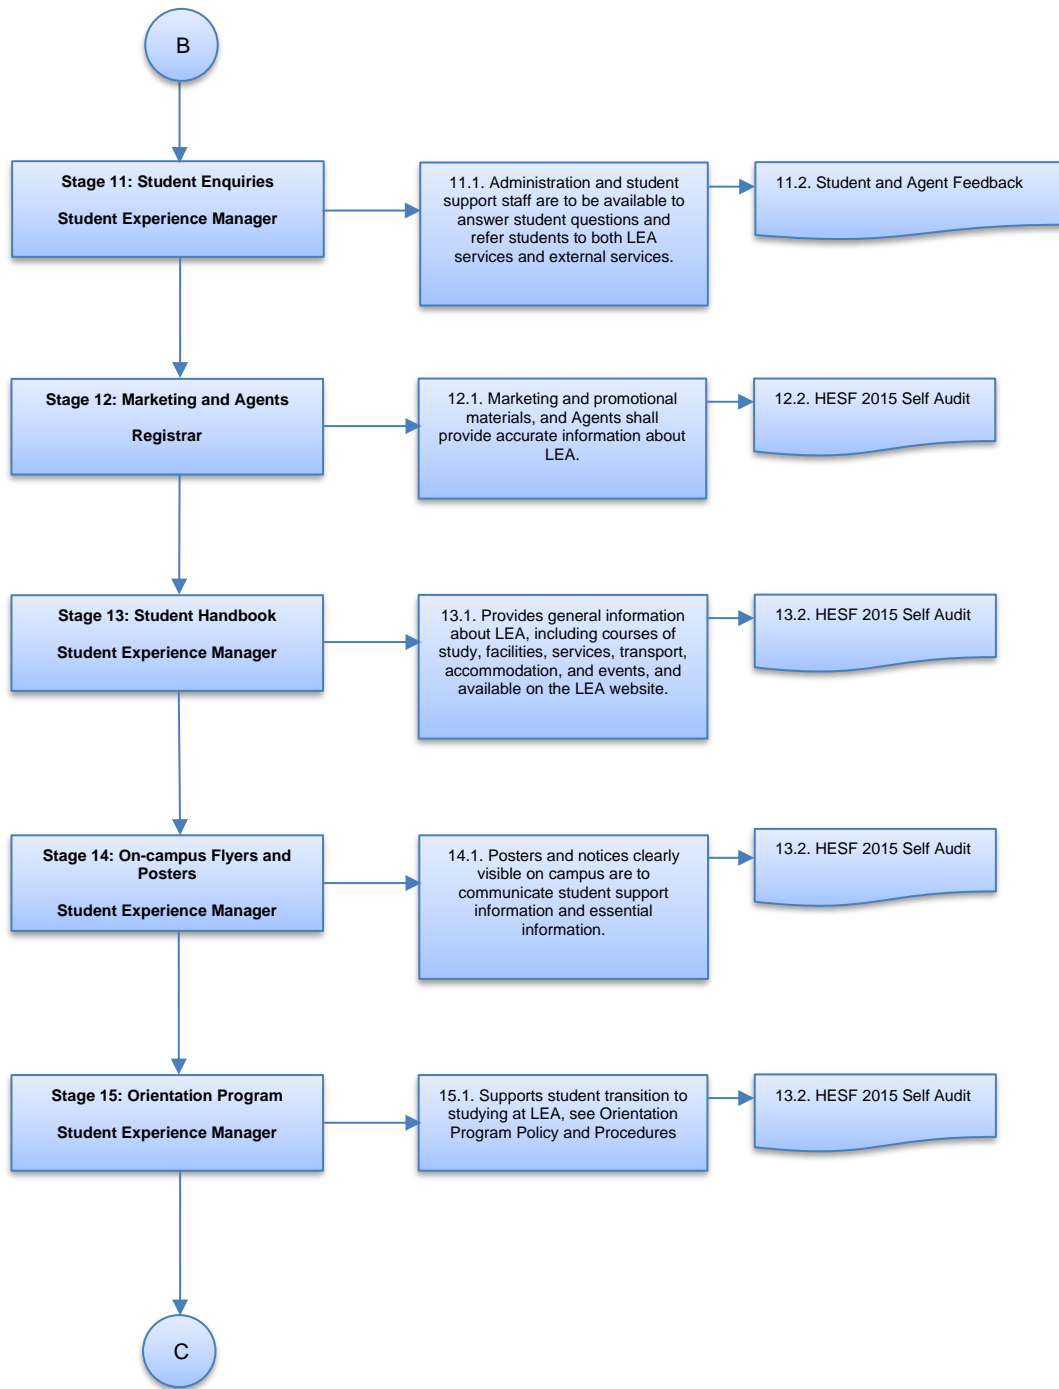 B
Stage 11: Student Enquiries
Student Experience Manager
11.1. Administration and student
support staff are to be available to
answer student questions and
refer students to both LEA
services and external services.
11.2. Student and Agent Feedback
Stage 12: Marketing and Agents
Registrar
12.1. Marketing and promotional
materials, and Agents shall
provide accurate information about
LEA.
12.2. HESF 2015 Self Audit
Stage 13: Student Handbook
Student Experience Manager
13.1. Provides general information
about LEA, including courses of
study, facilities, services, transport,
accommodation, and events, and
available on the LEA website.
13.2. HESF 2015 Self Audit
Stage 14: On-campus Flyers and
Posters
Student Experience Manager
14.1. Posters and notices clearly
visible on campus are to
communicate student support
information and essential
information.
13.2. HESF 2015 Self Audit
Stage 15: Orientation Program
Student Experience Manager
15.1. Supports student transition to
studying at LEA, see Orientation
Program Policy and Procedures
13.2. HESF 2015 Self Audit
C